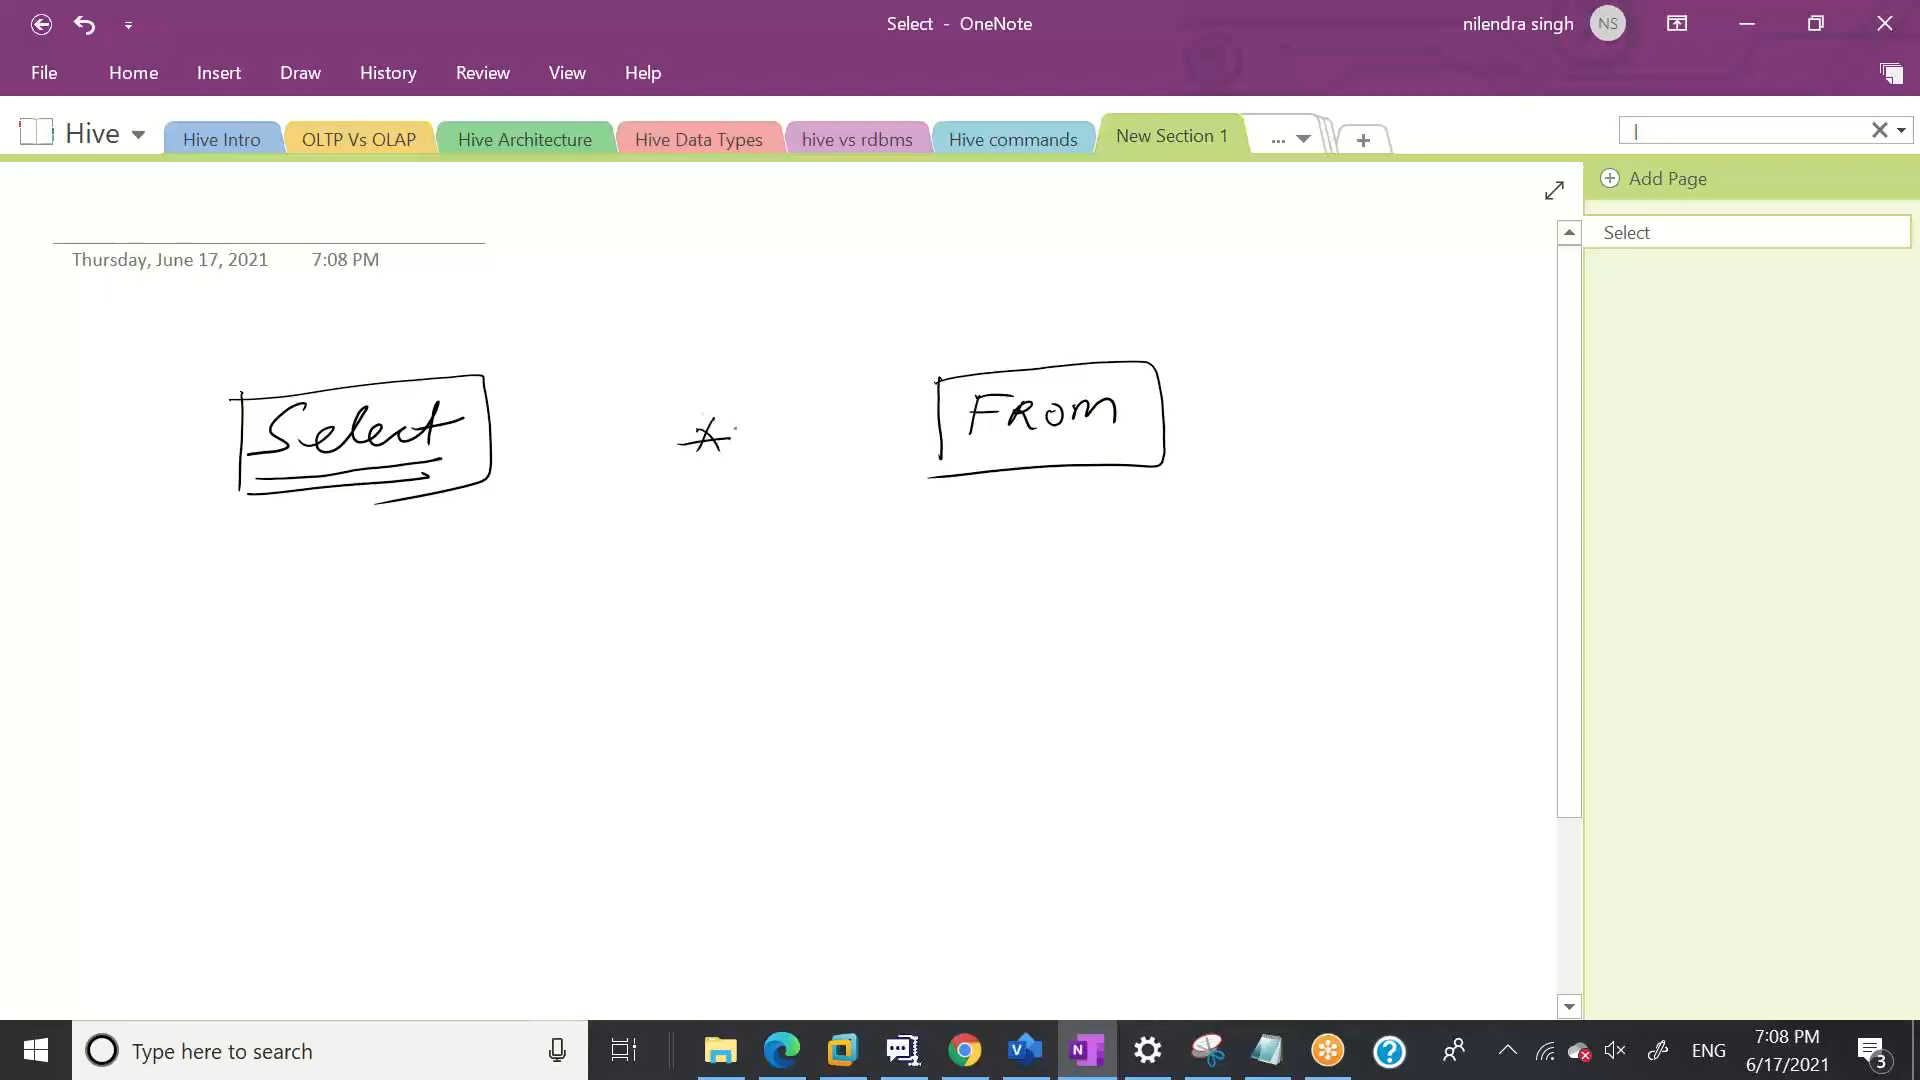 Select - OneNote
nilendra singh NS
File Home Insert Draw History Review View Help
Hive Hive Intro OLTP Vs OLAP Hive Architecture Hive Data Types hive vs rdbms Hive commands New Section 1 ... +
Add Page
Select
Thursday, June 17, 2021 7:08 PM
Select * FROM
Type here to search
ENG
7:08 PM
6/17/2021
3